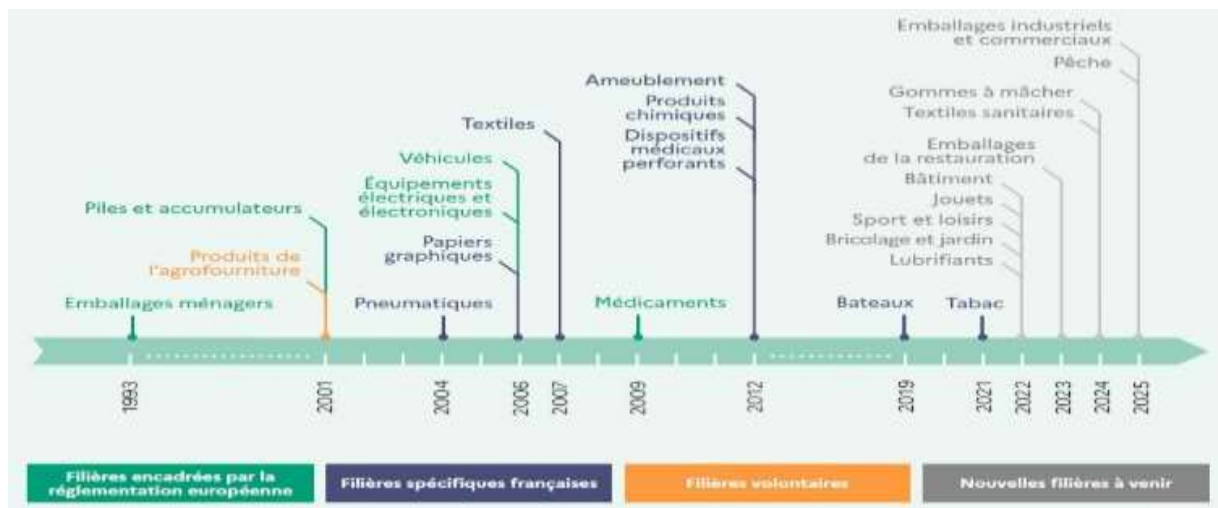 Emballages industriels
et commerciaux
Pêche
Ameublement
Produits
chimiques
Dispositifs
médicaux
perforants
Gommes à mâcher
Textiles sanitaires
Textiles
Emballages
de la restauration
Véhicules
Équipements
électriques et
électroniques
Bâtiment
Jouets
Sport et loisirs
Bricolage et jardin
Lubrifiants
Piles et accumulateurs
Papiers
graphiques
Produits de
l'agrofourniture
Emballages ménagers
Pneumatiques
Médicaments
Bateaux
Tabac
1993
2001
2004
2006
2007
2009
2012
2019
2021
2022
2023
2024
2025
Filières encadrées par la
réglementation européenne
Filières spécifiques françaises
Filières volontaires
Nouvelles filières à venir